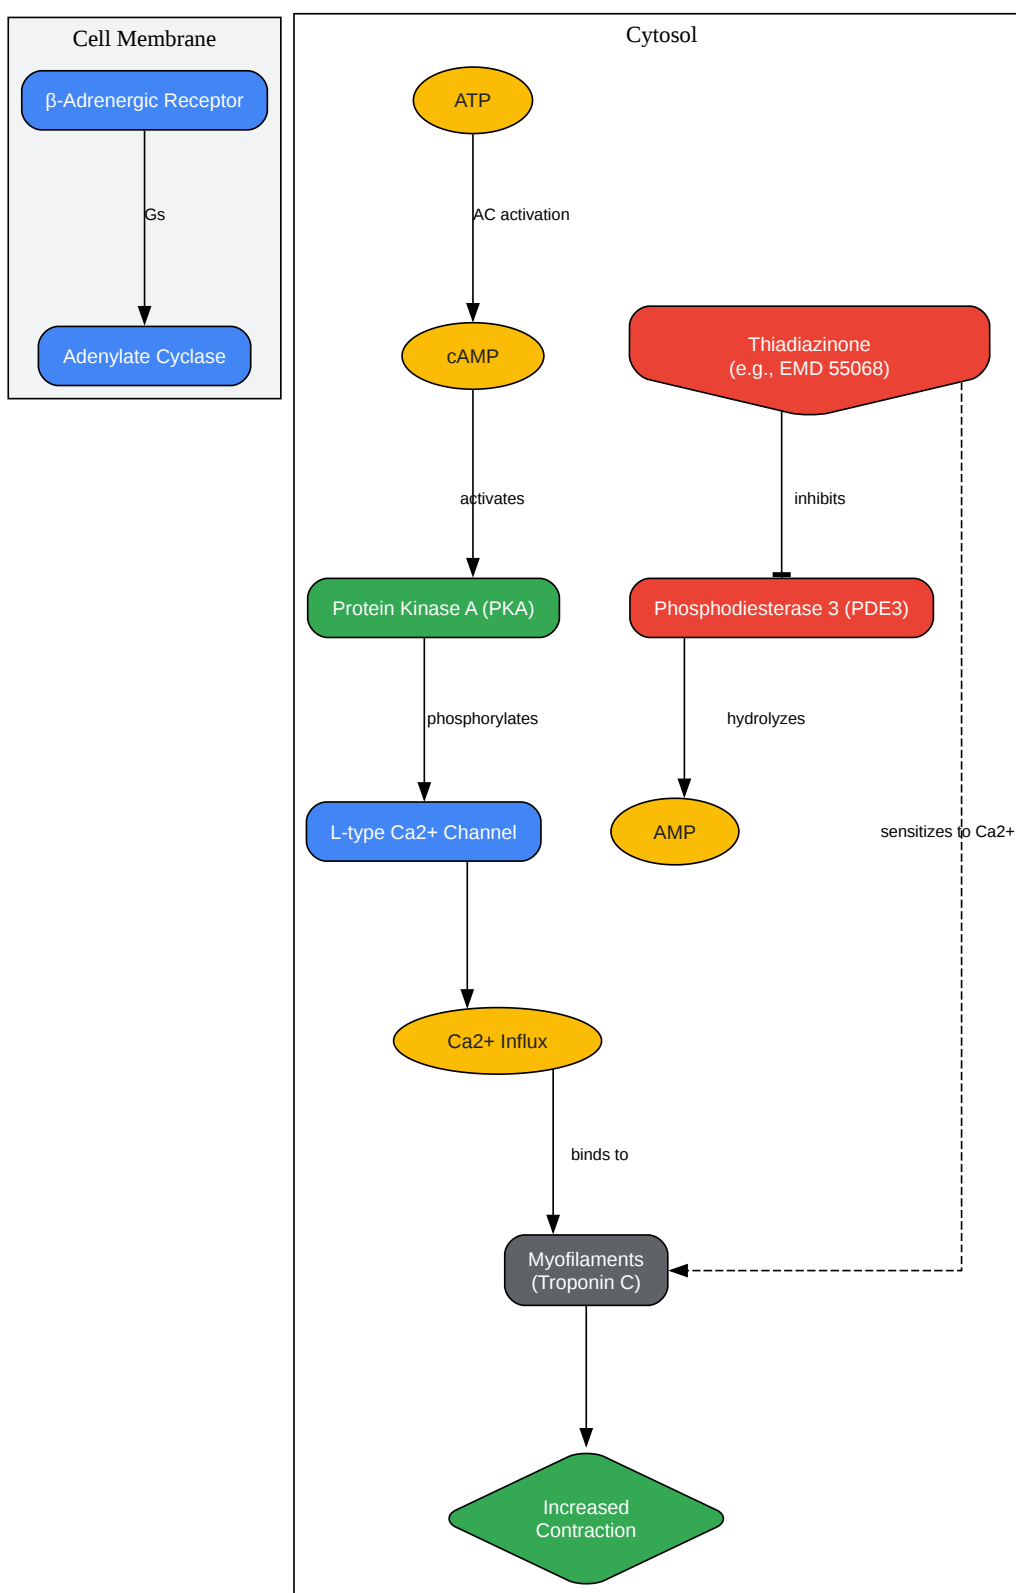 Cell Membrane
β-Adrenergic Receptor
Gs
Adenylate Cyclase
Cytosol
ATP
AC activation
cAMP
Thiadiazinone
(e.g., EMD 55068)
activates
inhibits
Protein Kinase A (PKA)
Phosphodiesterase 3 (PDE3)
phosphorylates
hydrolyzes
L-type Ca2+ Channel
AMP
sensitizes to Ca2+
Ca2+ Influx
binds to
Myofilaments
(Troponin C)
Increased
Contraction